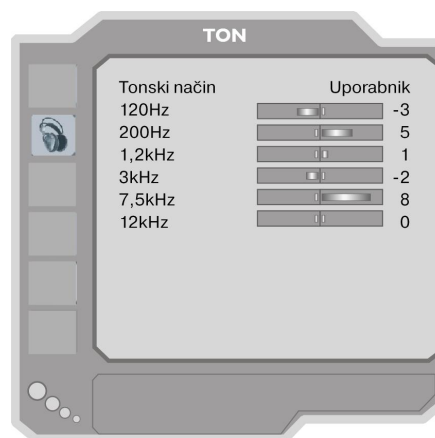 TON
Tonski način Uporabnik
120Hz -3
200Hz 5
1,2kHz 1
3kHz -2
7,5kHz 8
12kHz 0